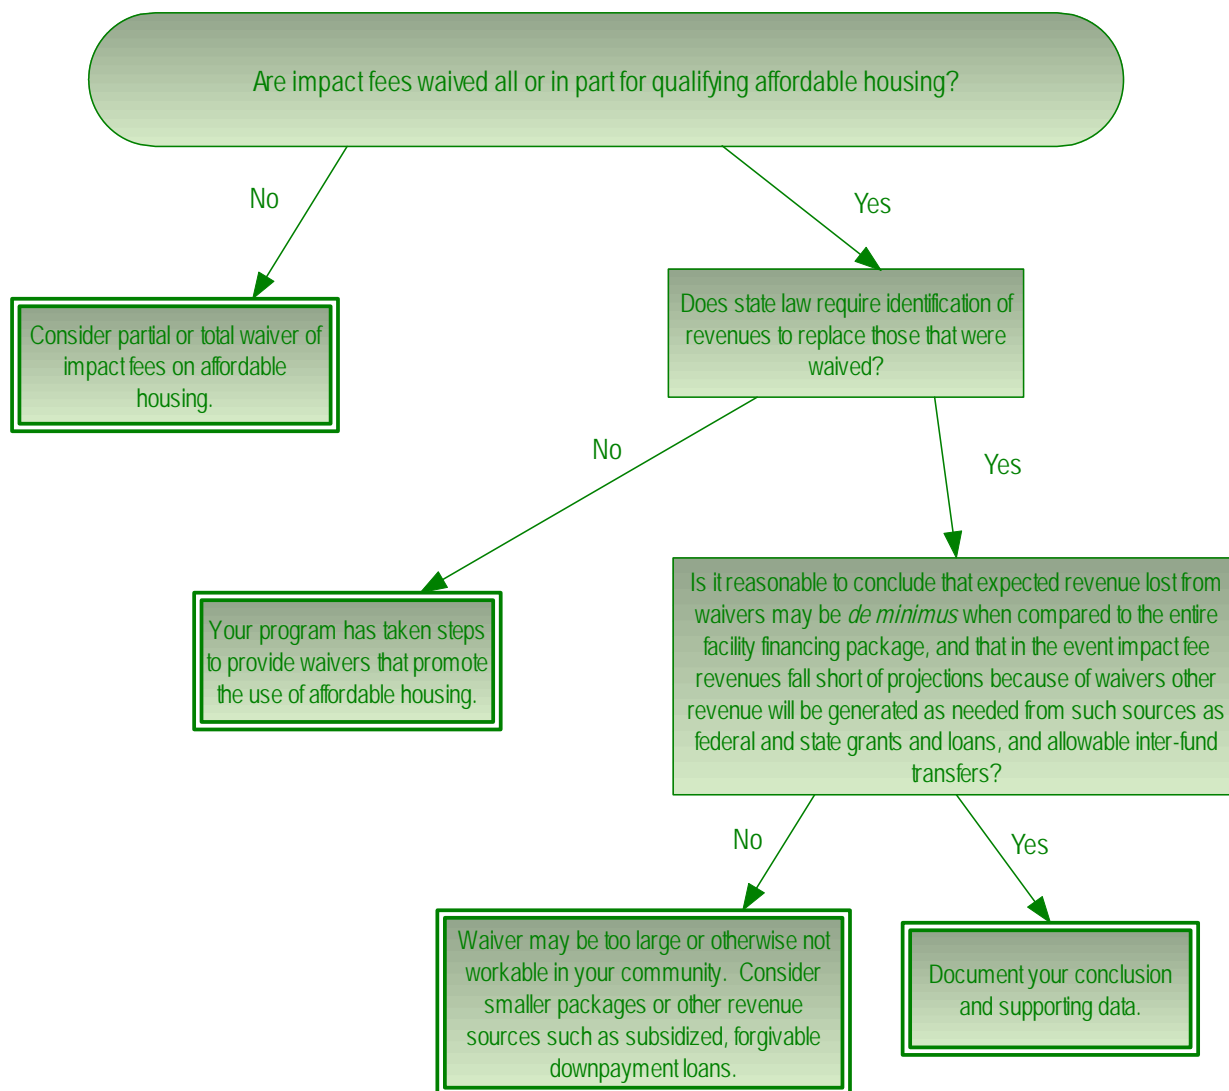 Are impact fees waived all or in part for qualifying affordable housing?
No
Yes
Consider partial or total waiver of
impact fees on affordable
housing.
Does state law require identification of
revenues to replace those that were
waived?
No
Yes
Your program has taken steps
to provide waivers that promote
the use of affordable housing.
Is it reasonable to conclude that expected revenue lost from
waivers may be de minimus when compared to the entire
facility financing package, and that in the event impact fee
revenues fall short of projections because of waivers other
revenue will be generated as needed from such sources as
federal and state grants and loans, and allowable inter-fund
transfers?
No
Yes
Waiver may be too large or otherwise not
workable in your community.  Consider
smaller packages or other revenue
sources such as subsidized, forgivable
downpayment loans.
Document your conclusion
and supporting data.